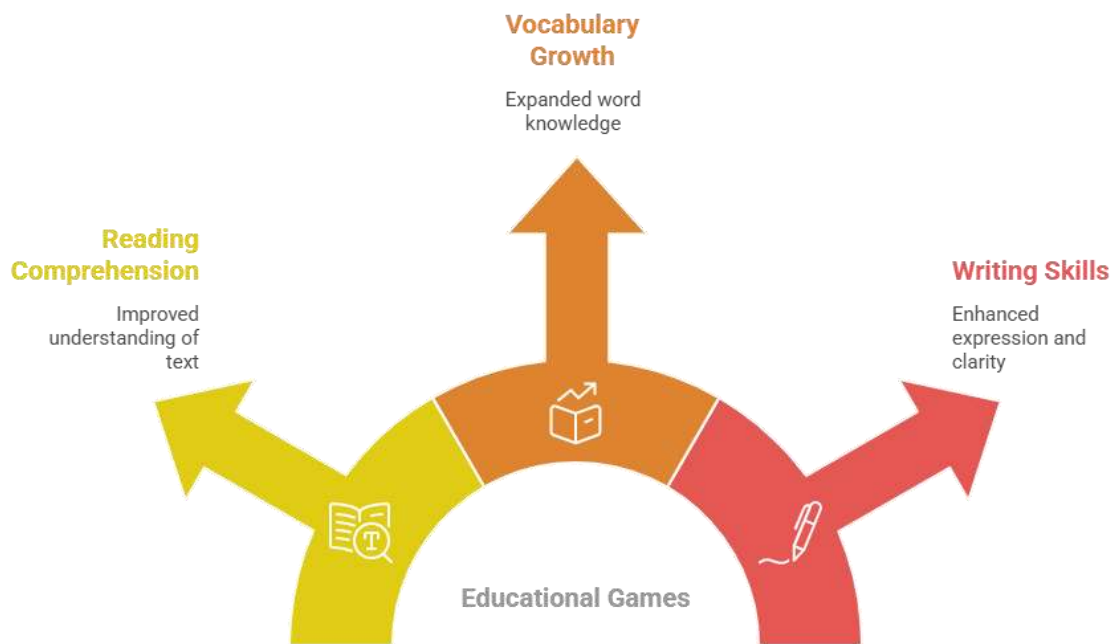 Vocabulary
Growth
Expanded word
knowledge
Reading
Comprehension
Improved
understanding of
text
Writing Skills
Enhanced
expression and
clarity
T
Educational Games